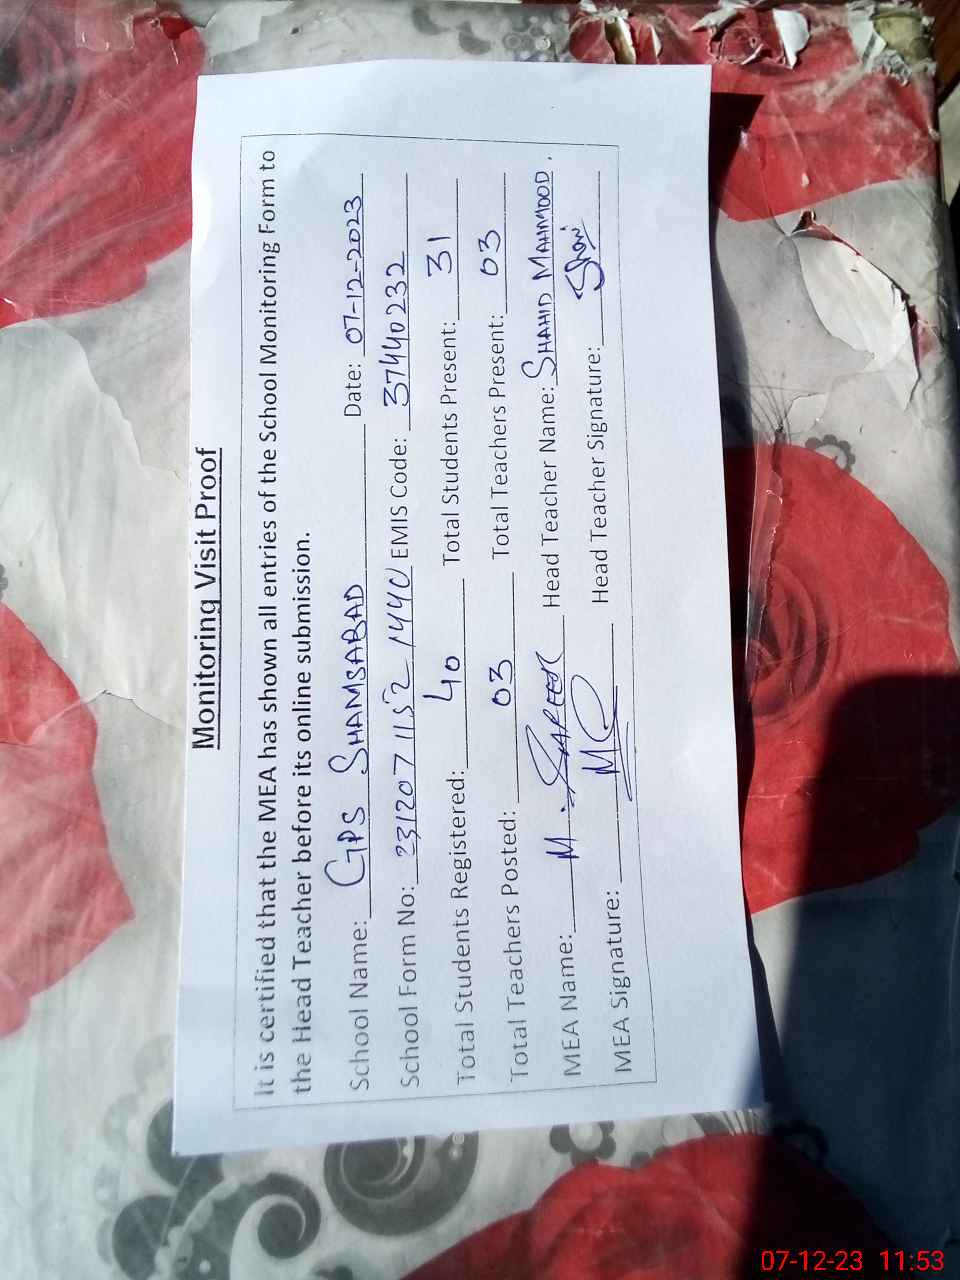 Monitoring Visit Proof
It is certified that the MEA has shown all entries of the School Monitoring Form to
the Head Teacher before its online submission.
School Name: GPS SHAMSABAD Date: 07-12-2023
School Form No: 231207 1152 1440 EMIS Code: 37440232
Total Students Registered: 40 Total Students Present: 31
Total Teachers Posted: 03 Total Teachers Present: 03
MEA Name: M. Head Teacher Name: SHAHID MAHMOOD.
MEA Signature: Head Teacher Signature:
07-12-23 11:53